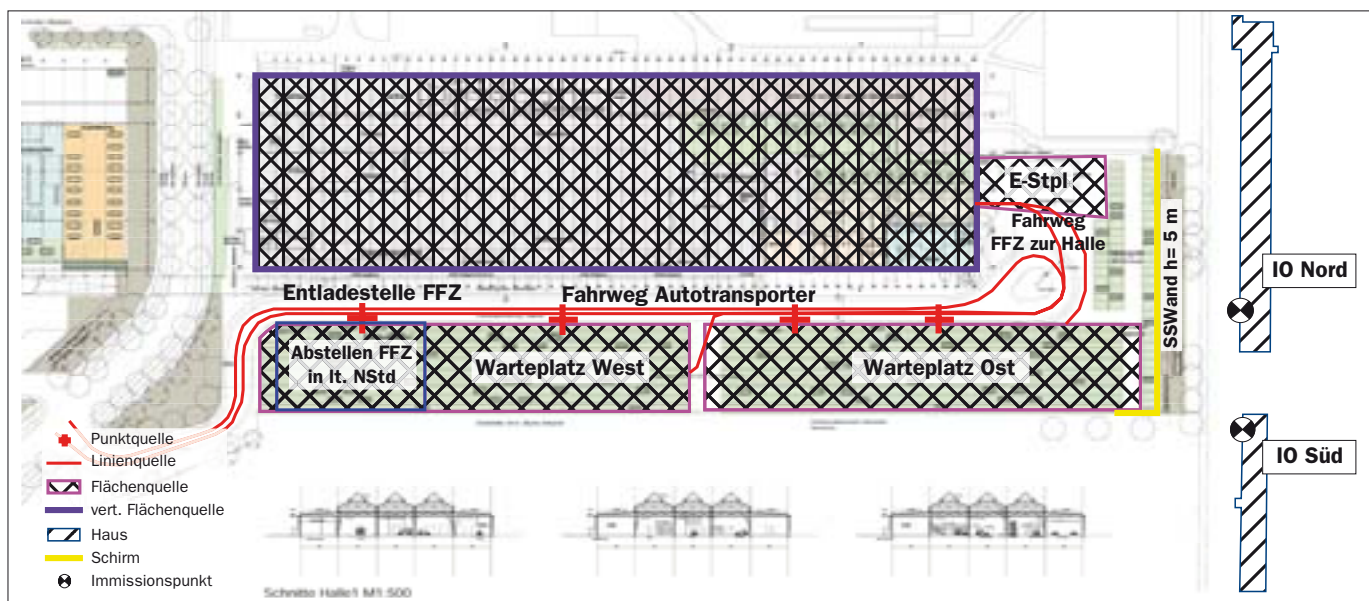 E-Stpl
Fahrweg
FFZ zur Halle
SSWand h= 5 m
IO Nord
Entladestelle FFZ
Fahrweg Autotransporter
Abstellen FFZ
in lt. NStd
Warteplatz West
Warteplatz Ost
IO Süd
Punktquelle
Linienquelle
Flächenquelle
vert. Flächenquelle
Haus
Schirm
Immissionspunkt
Schnitte Halle1 M1:500